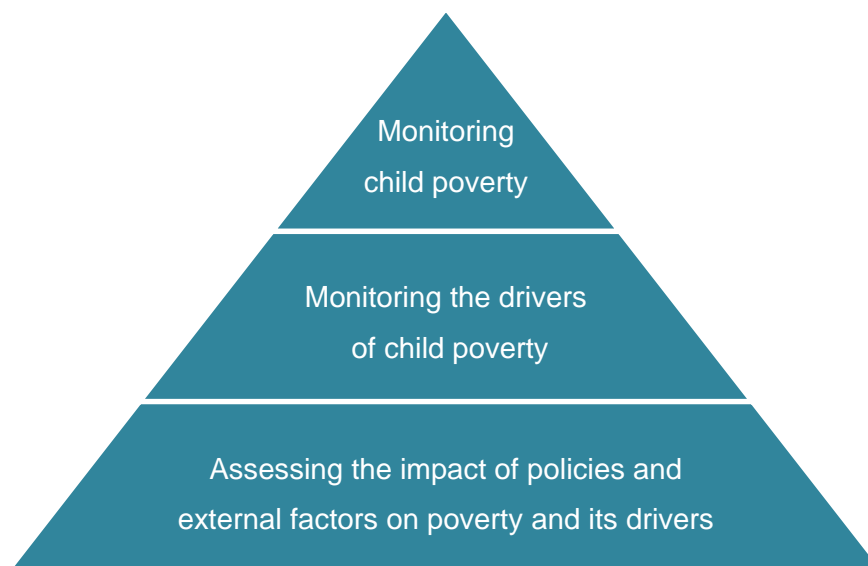 Monitoring
child poverty
Monitoring the drivers
of child poverty
Assessing the impact of policies and
external factors on poverty and its drivers